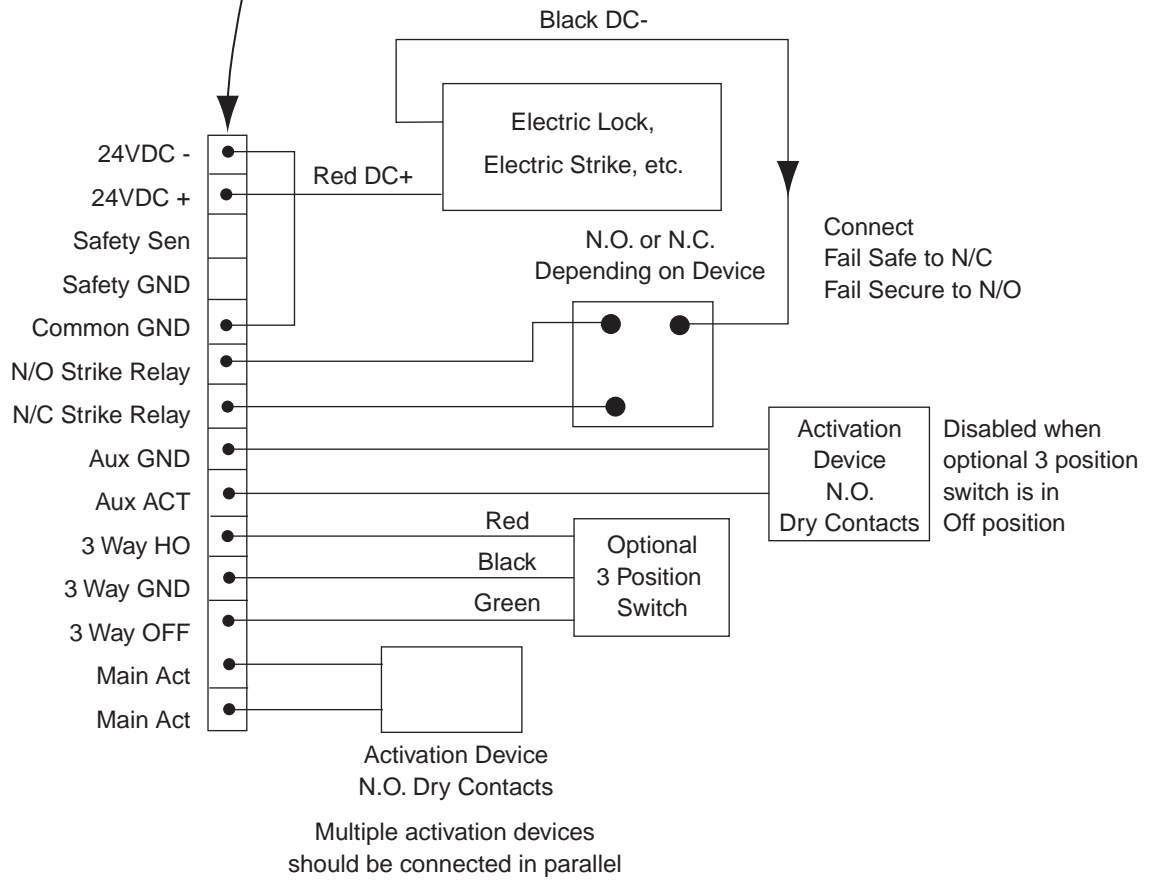 Black DC-
Electric Lock,
Electric Strike, etc.
24VDC -
Red DC+
24VDC +
Safety Sen
Safety GND
Common GND
N/O Strike Relay
N/C Strike Relay
Aux GND
Aux ACT
3 Way HO
3 Way GND
3 Way OFF
Main Act
Main Act
N.O. or N.C.
Depending on Device
Connect
Fail Safe to N/C
Fail Secure to N/O
Activation
Device
N.O.
Dry Contacts
Disabled when
optional 3 position
switch is in
Off position
Red
Black
Green
Optional
3 Position
Switch
Activation Device
N.O. Dry Contacts
Multiple activation devices
should be connected in parallel